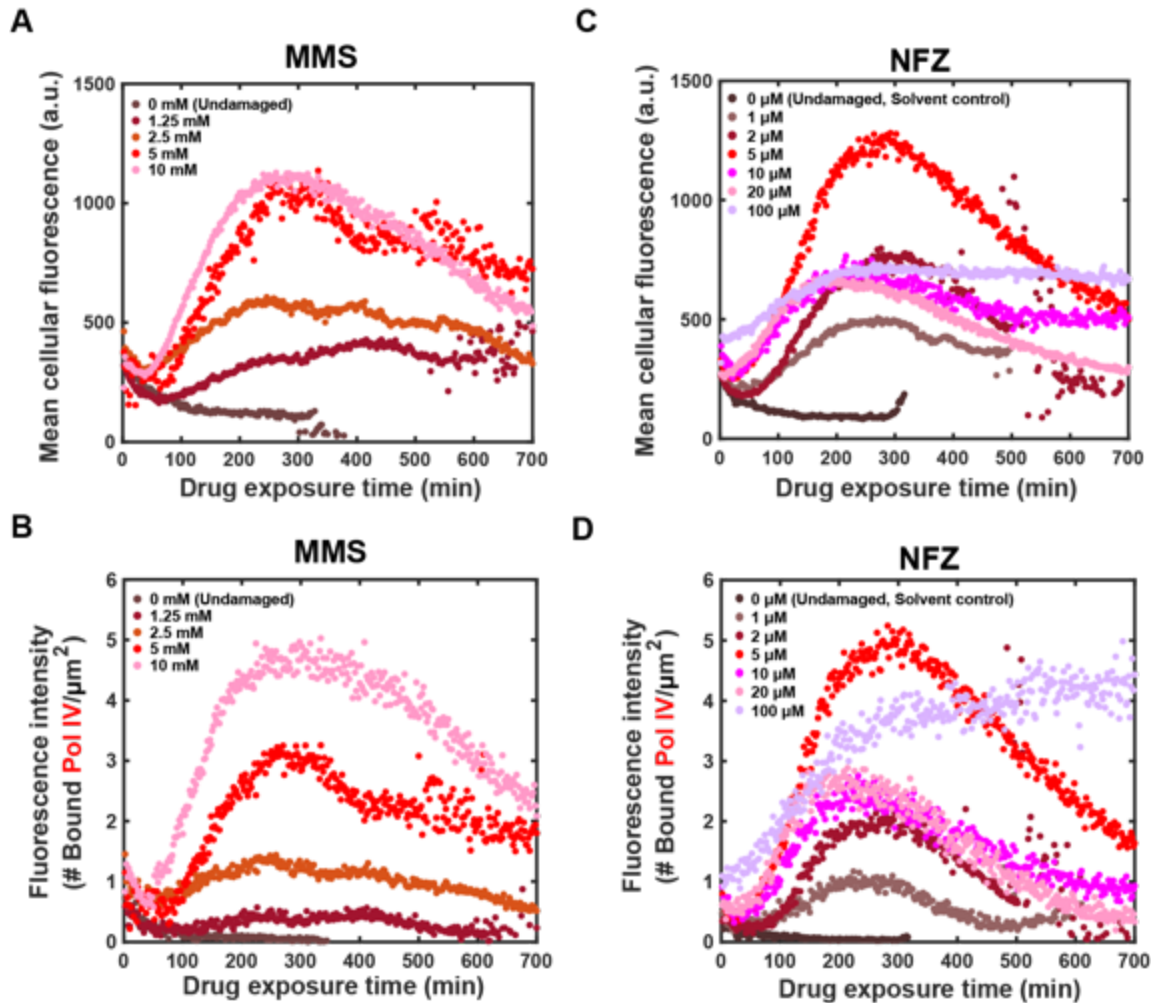 A
MMS
Mean cellular fluorescence (a.u.)
1500
1000
500
0
0 mM (Undamaged)
1.25 mM
2.5 mM
5 mM
10 mM
0 100 200 300 400 500 600 700
Drug exposure time (min)
C
NFZ
Mean cellular fluorescence (a.u.)
1500
1000
500
0
0 µM (Undamaged, Solvent control)
1 µM
2 µM
5 µM
10 µM
20 µM
100 µM
0 100 200 300 400 500 600 700
Drug exposure time (min)
B
MMS
Fluorescence intensity
(# Bound Pol IV/µm²)
6
5
4
3
2
1
0
0 mM (Undamaged)
1.25 mM
2.5 mM
5 mM
10 mM
0 100 200 300 400 500 600 700
Drug exposure time (min)
D
NFZ
Fluorescence intensity
(# Bound Pol IV/µm²)
6
5
4
3
2
1
0
0 µM (Undamaged, Solvent control)
1 µM
2 µM
5 µM
10 µM
20 µM
100 µM
0 100 200 300 400 500 600 700
Drug exposure time (min)